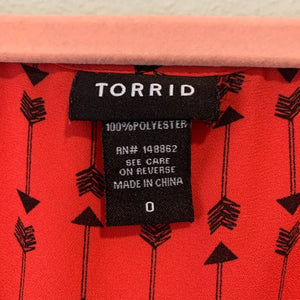 TORRID
100%POLYESTER
RN# 148862
SEE CARE
ON REVERSE
MADE IN CHINA
0